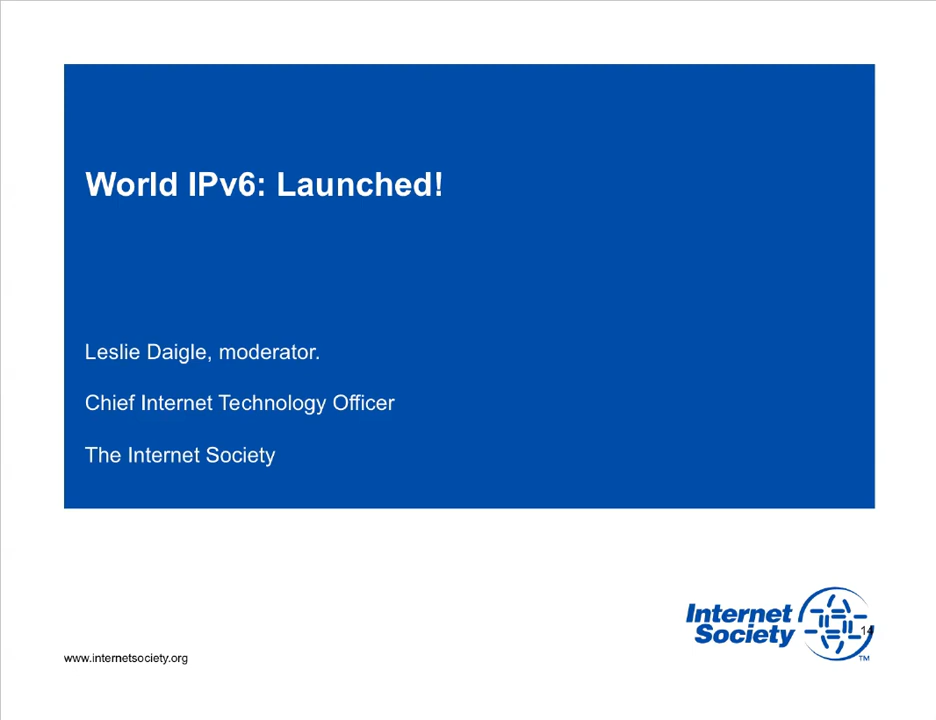 World IPv6: Launched!
Leslie Daigle, moderator.
Chief Internet Technology Officer
The Internet Society
Internet
Society
14
TM
www.internetsociety.org